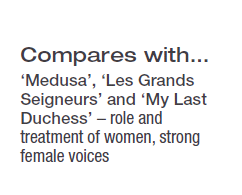 Compares with...
‘Medusa’, ‘Les Grands
Seigneurs’ and ‘My Last
Duchess’ – role and
treatment of women, strong
female voices